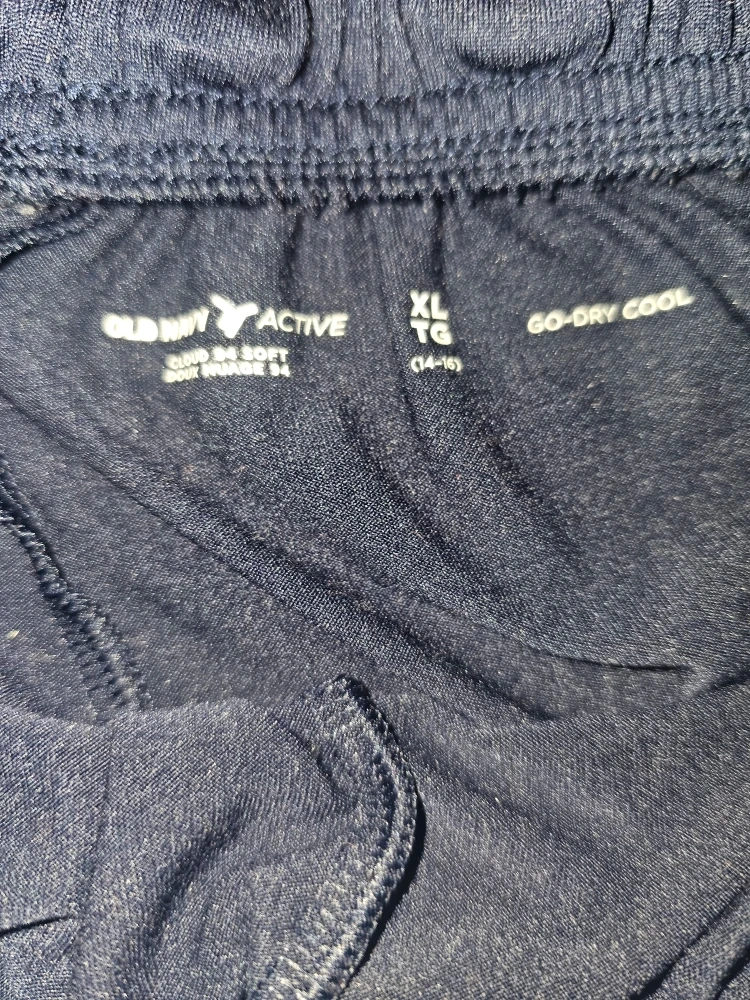 OLD NAVY ACTIVE
CLOUD 94 SOFT
DOUX NUAGE 94
XL
TG
(14-16)
GO-DRY COOL